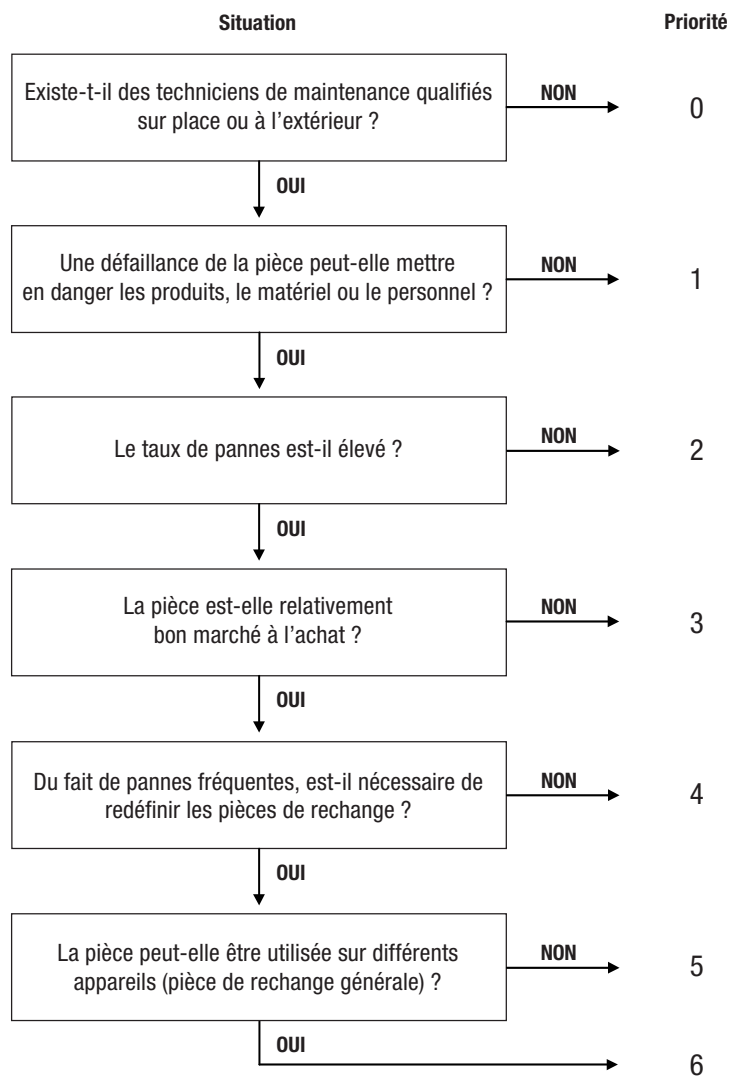 Situation
Priorité
Existe-t-il des techniciens de maintenance qualifiés
sur place ou à l'extérieur ?
NON
0
OUI
Une défaillance de la pièce peut-elle mettre
en danger les produits, le matériel ou le personnel ?
NON
1
OUI
Le taux de pannes est-il élevé ?
NON
2
OUI
La pièce est-elle relativement
bon marché à l'achat ?
NON
3
OUI
Du fait de pannes fréquentes, est-il nécessaire de
redéfinir les pièces de rechange ?
NON
4
OUI
La pièce peut-elle être utilisée sur différents
appareils (pièce de rechange générale) ?
NON
5
OUI
6